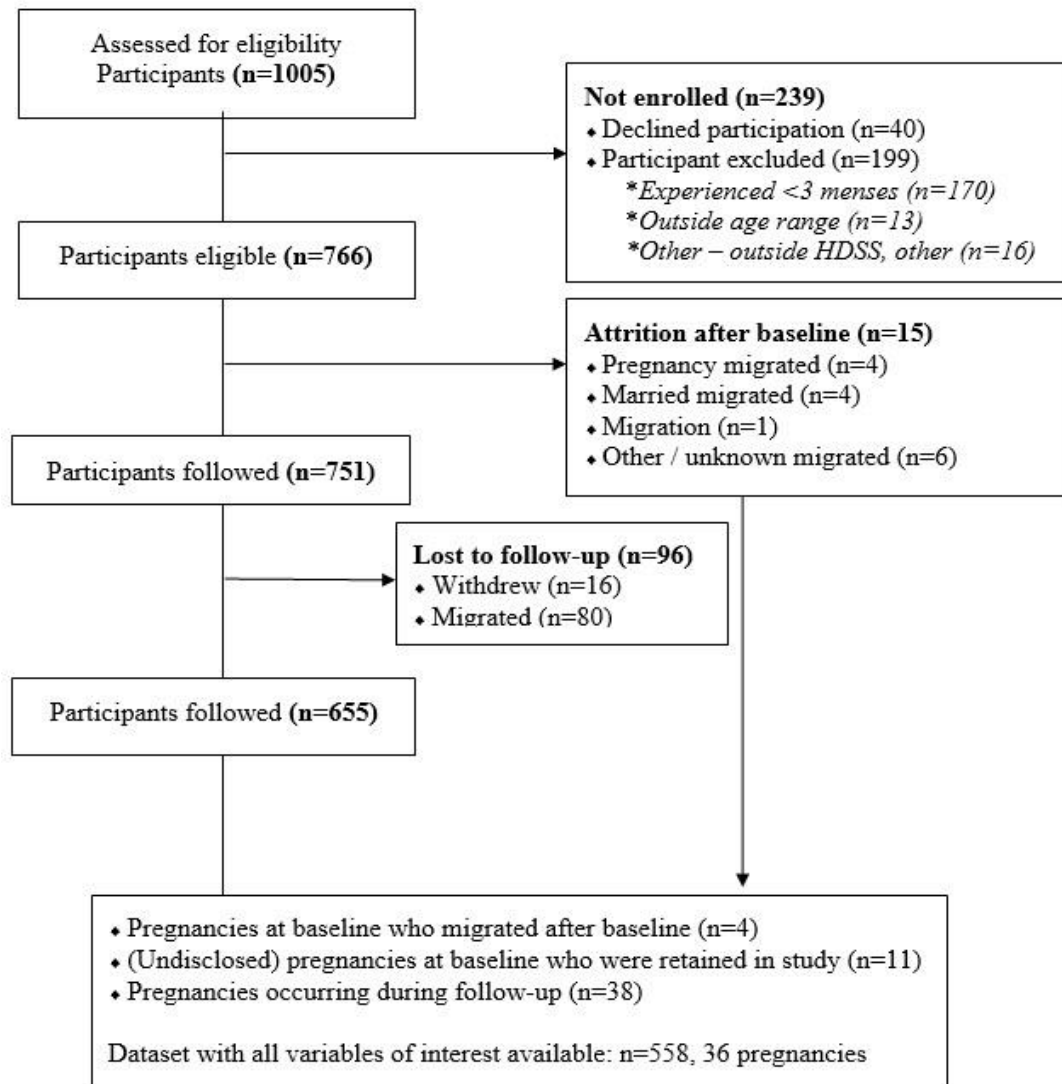 Assessed for eligibility
Participants (n=1005)
Not enrolled (n=239)
⬥ Declined participation (n=40)
⬥ Participant excluded (n=199)
*Experienced <3 menses (n=170)
*Outside age range (n=13)
*Other – outside HDSS, other (n=16)
Participants eligible (n=766)
Attrition after baseline (n=15)
⬥ Pregnancy migrated (n=4)
⬥ Married migrated (n=4)
⬥ Migration (n=1)
⬥ Other / unknown migrated (n=6)
Participants followed (n=751)
Lost to follow-up (n=96)
⬥ Withdrew (n=16)
⬥ Migrated (n=80)
Participants followed (n=655)
⬥ Pregnancies at baseline who migrated after baseline (n=4)
⬥ (Undisclosed) pregnancies at baseline who were retained in study (n=11)
⬥ Pregnancies occurring during follow-up (n=38)
Dataset with all variables of interest available: n=558, 36 pregnancies